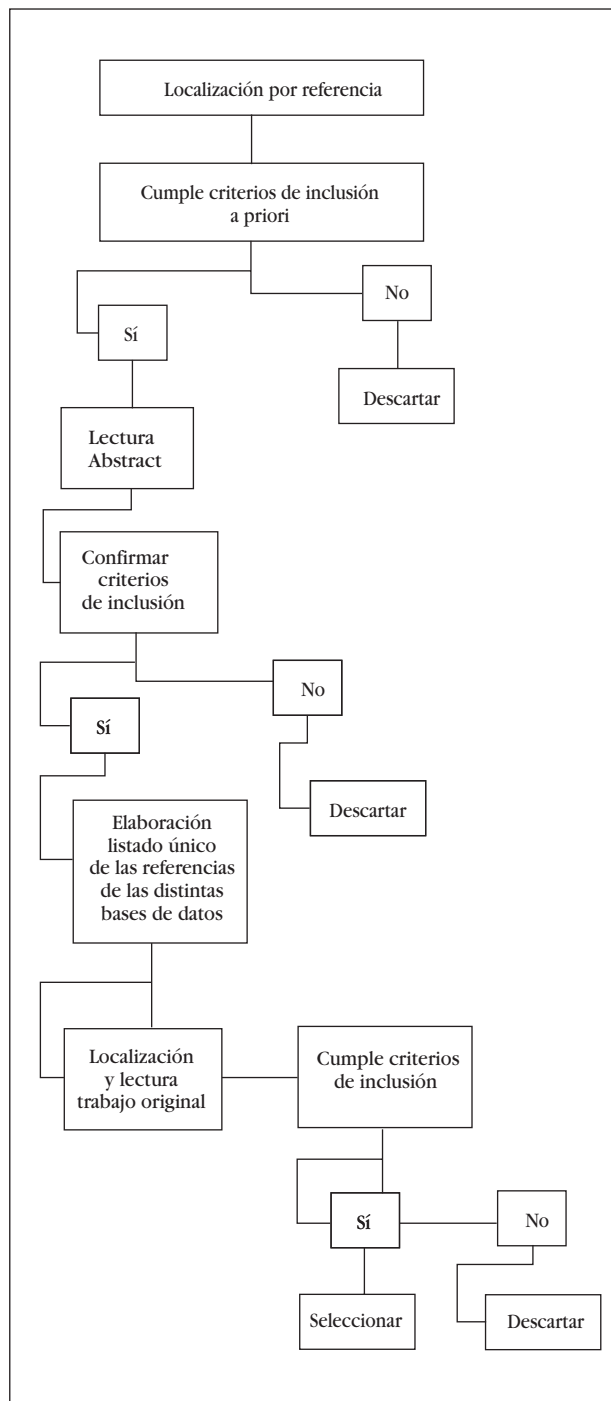 Localización por referencia
Cumple criterios de inclusión
a priori
No
Sí
Descartar
Lectura
Abstract
Confirmar
criterios
de inclusión
No
Sí
Descartar
Elaboración
listado único
de las referencias
de las distintas
bases de datos
Localización
y lectura
trabajo original
Cumple criterios
de inclusión
Sí
No
Seleccionar
Descartar